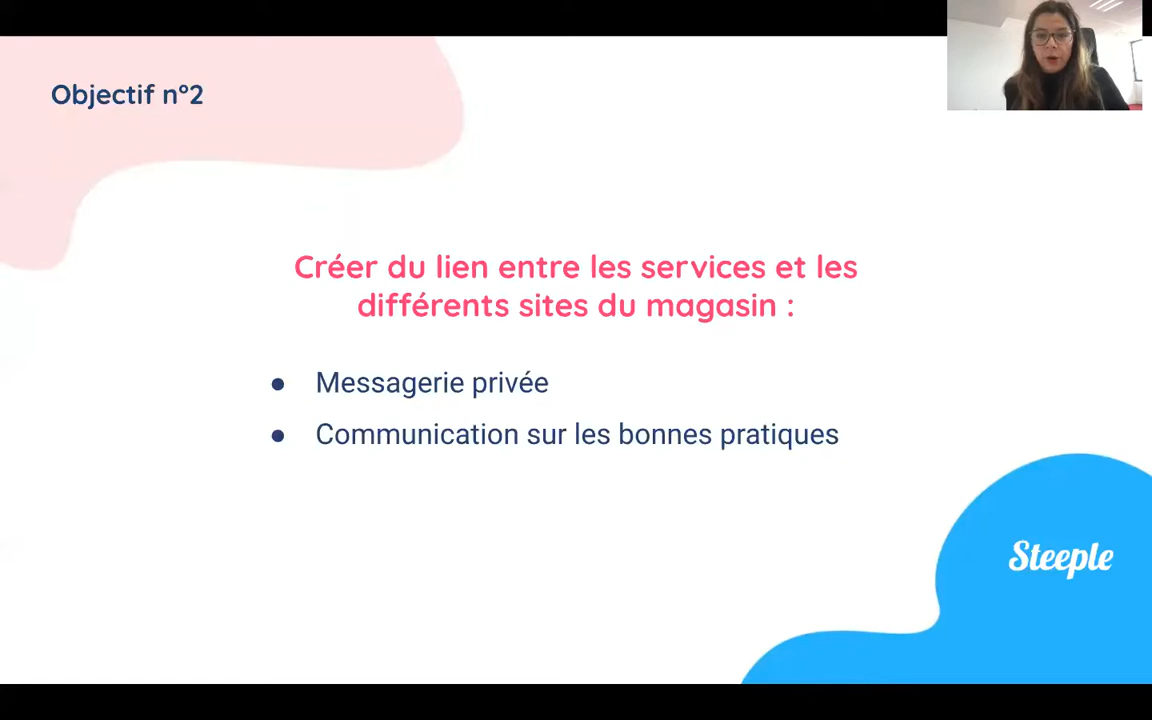 Objectif n°2
Créer du lien entre les services et les
différents sites du magasin :
● Messagerie privée
● Communication sur les bonnes pratiques
Steeple